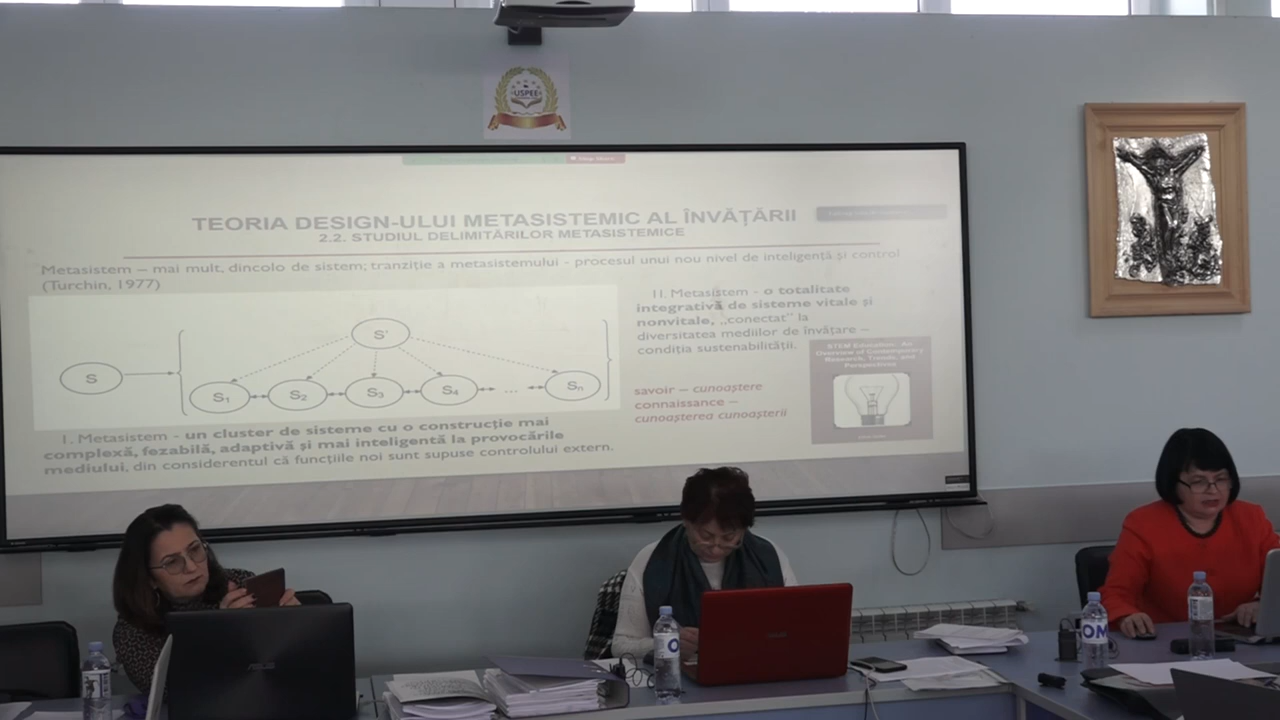 USPEE
Stop Share
TEORIA DESIGN-ULUI METASISTEMIC AL ÎNVĂȚĂRII
2.2. STUDIUL DELIMITĂRILOR METASISTEMICE
Metasistem – mai mult, dincolo de sistem; tranziție a metasistemului - procesul unui nou nivel de inteligență și control
(Turchin, 1977)
S'
S
S1 S2 S3 S4 ... Sn
I. Metasistem - un cluster de sisteme cu o construcție mai
complexă, fezabilă, adaptivă și mai inteligentă la provocările
mediului, din considerentul că funcțiile noi sunt supuse controlului extern.
II. Metasistem - o totalitate
integrativă de sisteme vitale și
nonvitale, „conectat” la
diversitatea mediilor de învățare –
condiția sustenabilității.
savoir – cunoaștere
connaissance –
cunoașterea cunoașterii
STEM Education: An
Overview of Contemporary
Research, Trends, and
Perspectives
ASUS
OM